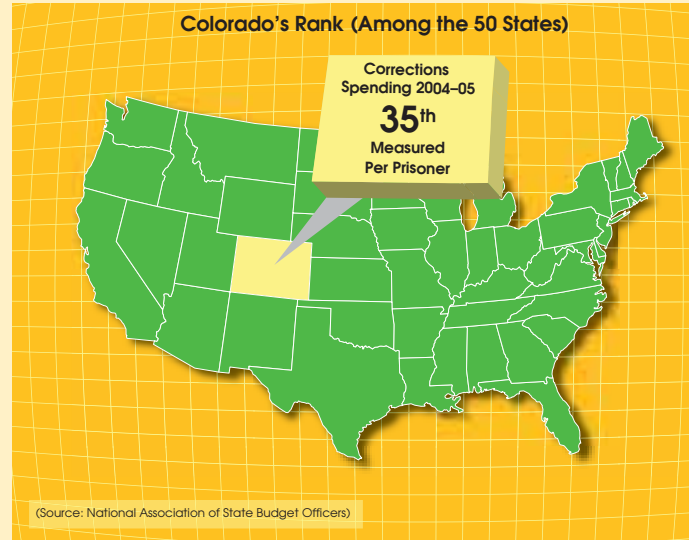 Colorado’s Rank (Among the 50 States)
Corrections
Spending 2004–05
35th
Measured
Per Prisoner
(Source: National Association of State Budget Officers)